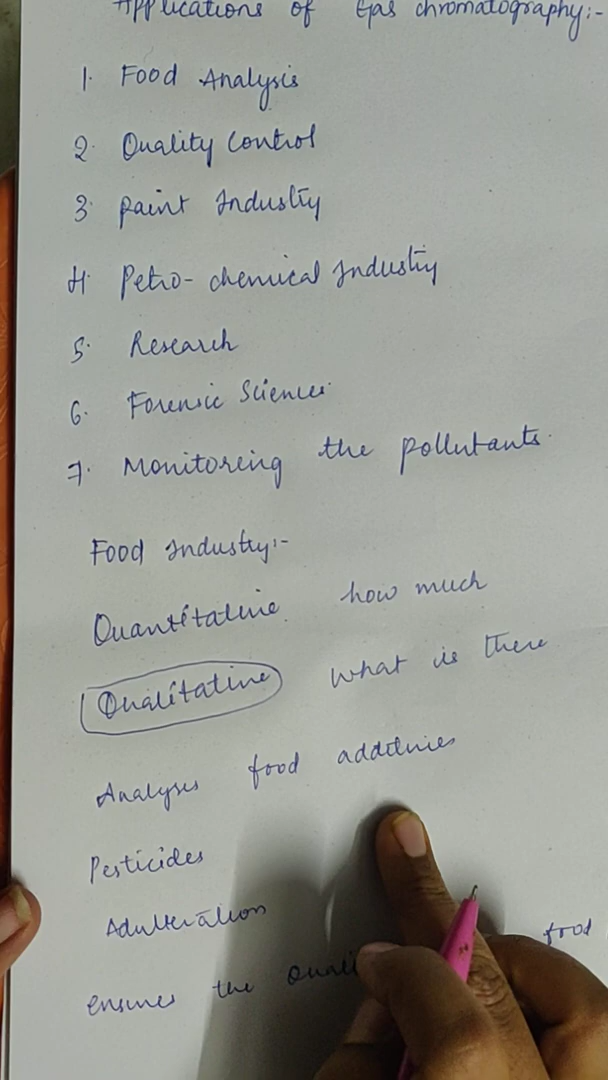 Applications of Gas chromatography:-
1. Food Analysis
2. Quality Control
3. paint Industry
4. Petro-chemical Industry
5. Research
6. Forensic Sciences
7. Monitoring the pollutants.
Food Industry:-
Quantitative. how much
Qualitative What is there
Analyses food additives
Pesticides
Adulteration
ensures the Quali food